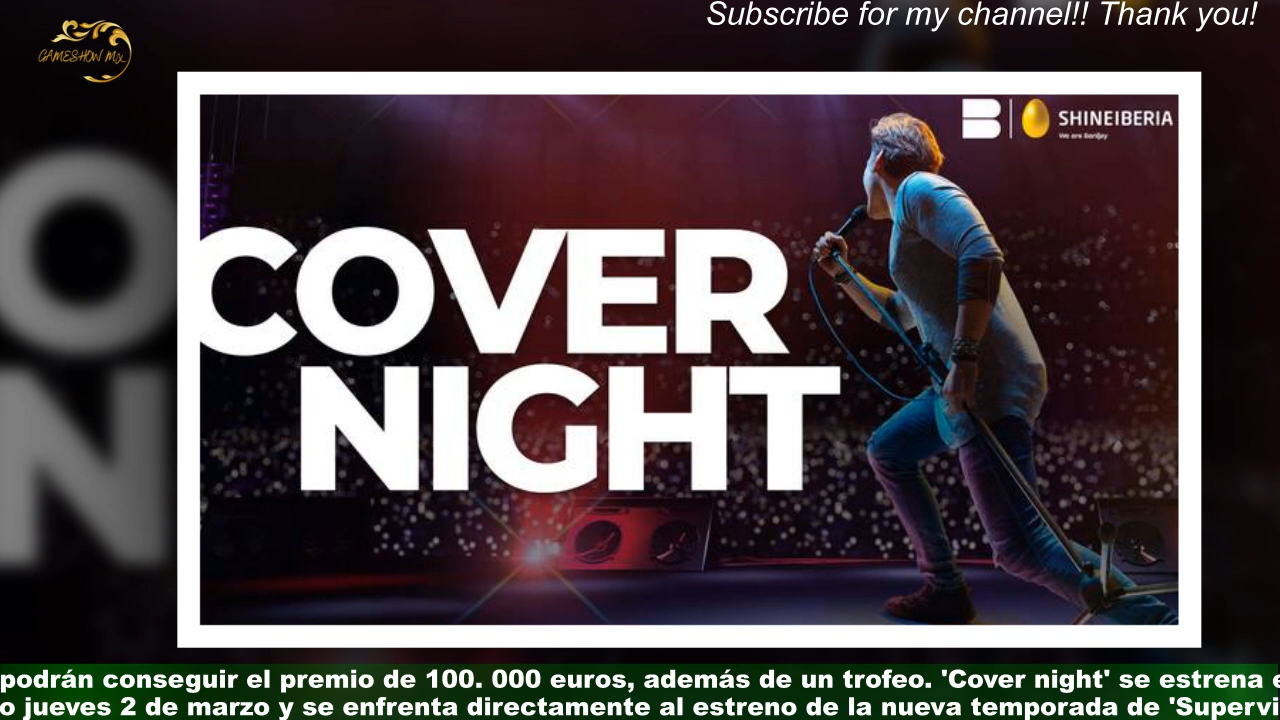 Subscribe for my channel!! Thank you!
GAMESHOW Mix
B | SHINEIBERIA
We are Banijay
COVER
NIGHT
podrán conseguir el premio de 100. 000 euros, además de un trofeo. 'Cover night' se estrena e
o jueves 2 de marzo y se enfrenta directamente al estreno de la nueva temporada de 'Supervi